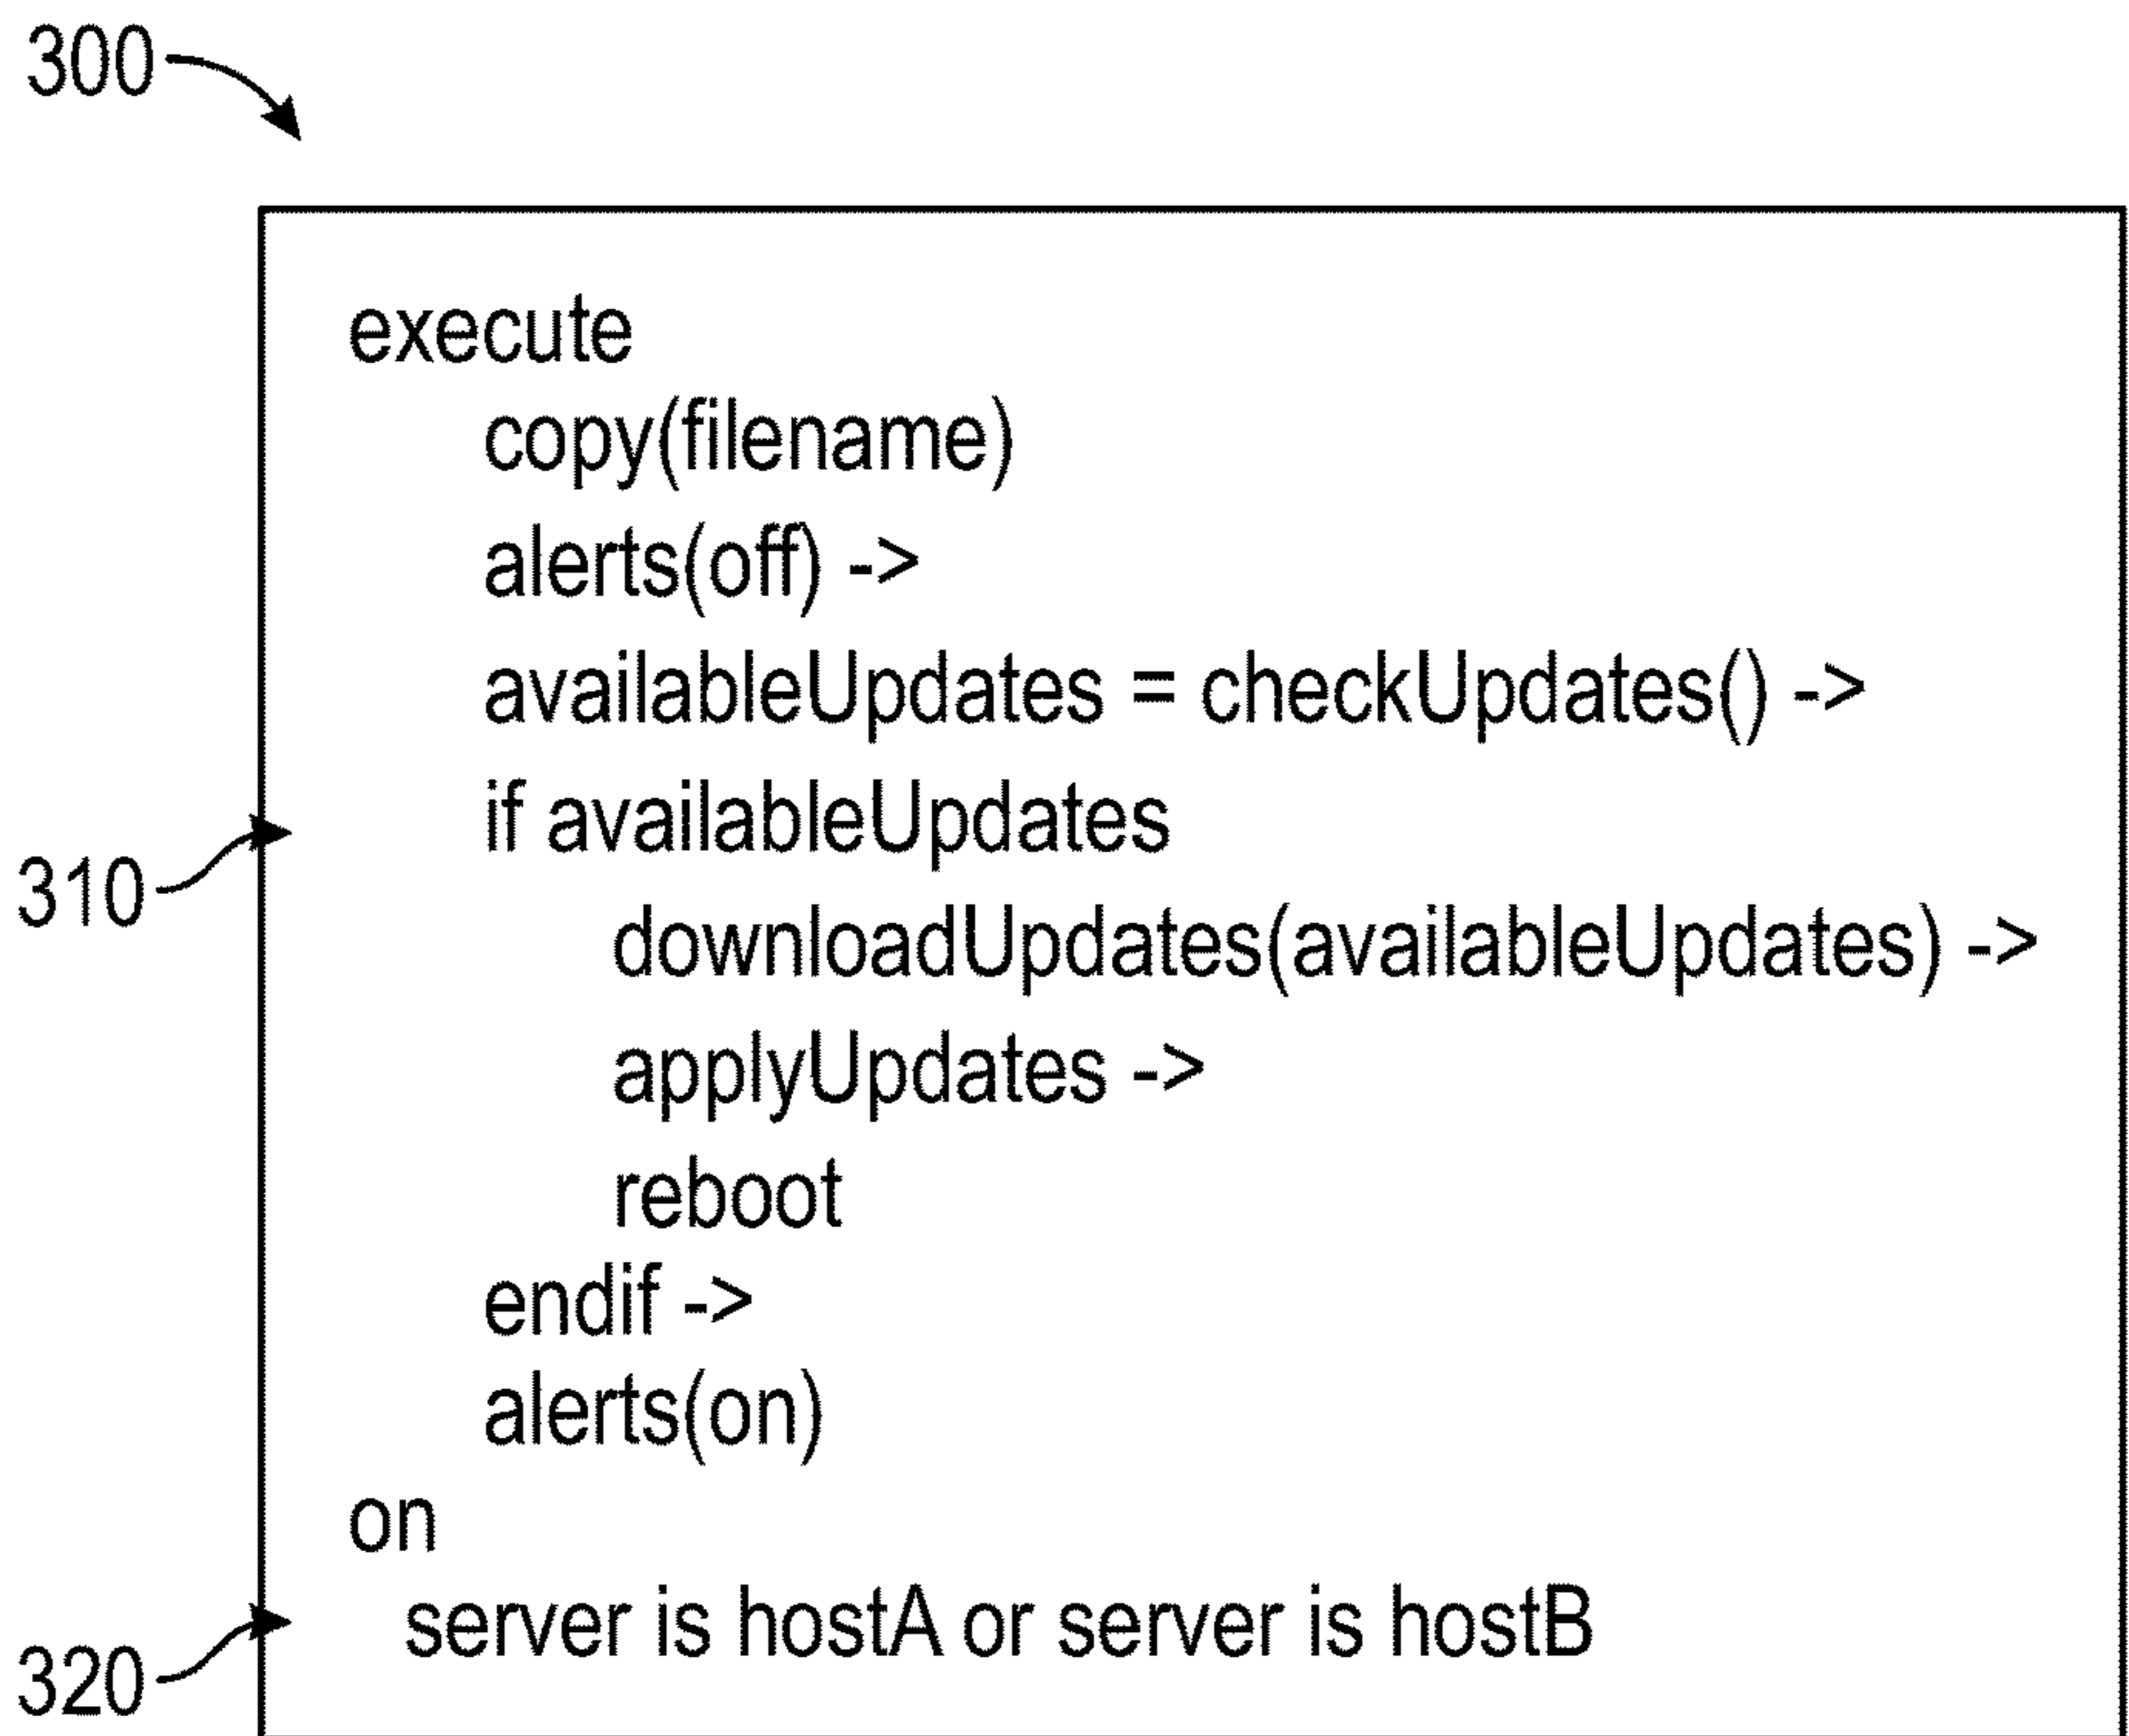 300
execute
copy(filename)
alerts(off) ->
availableUpdates = checkUpdates() ->
if availableUpdates
310
downloadUpdates(availableUpdates) ->
applyUpdates ->
reboot
endif ->
alerts(on)
on
server is hostA or server is hostB
320